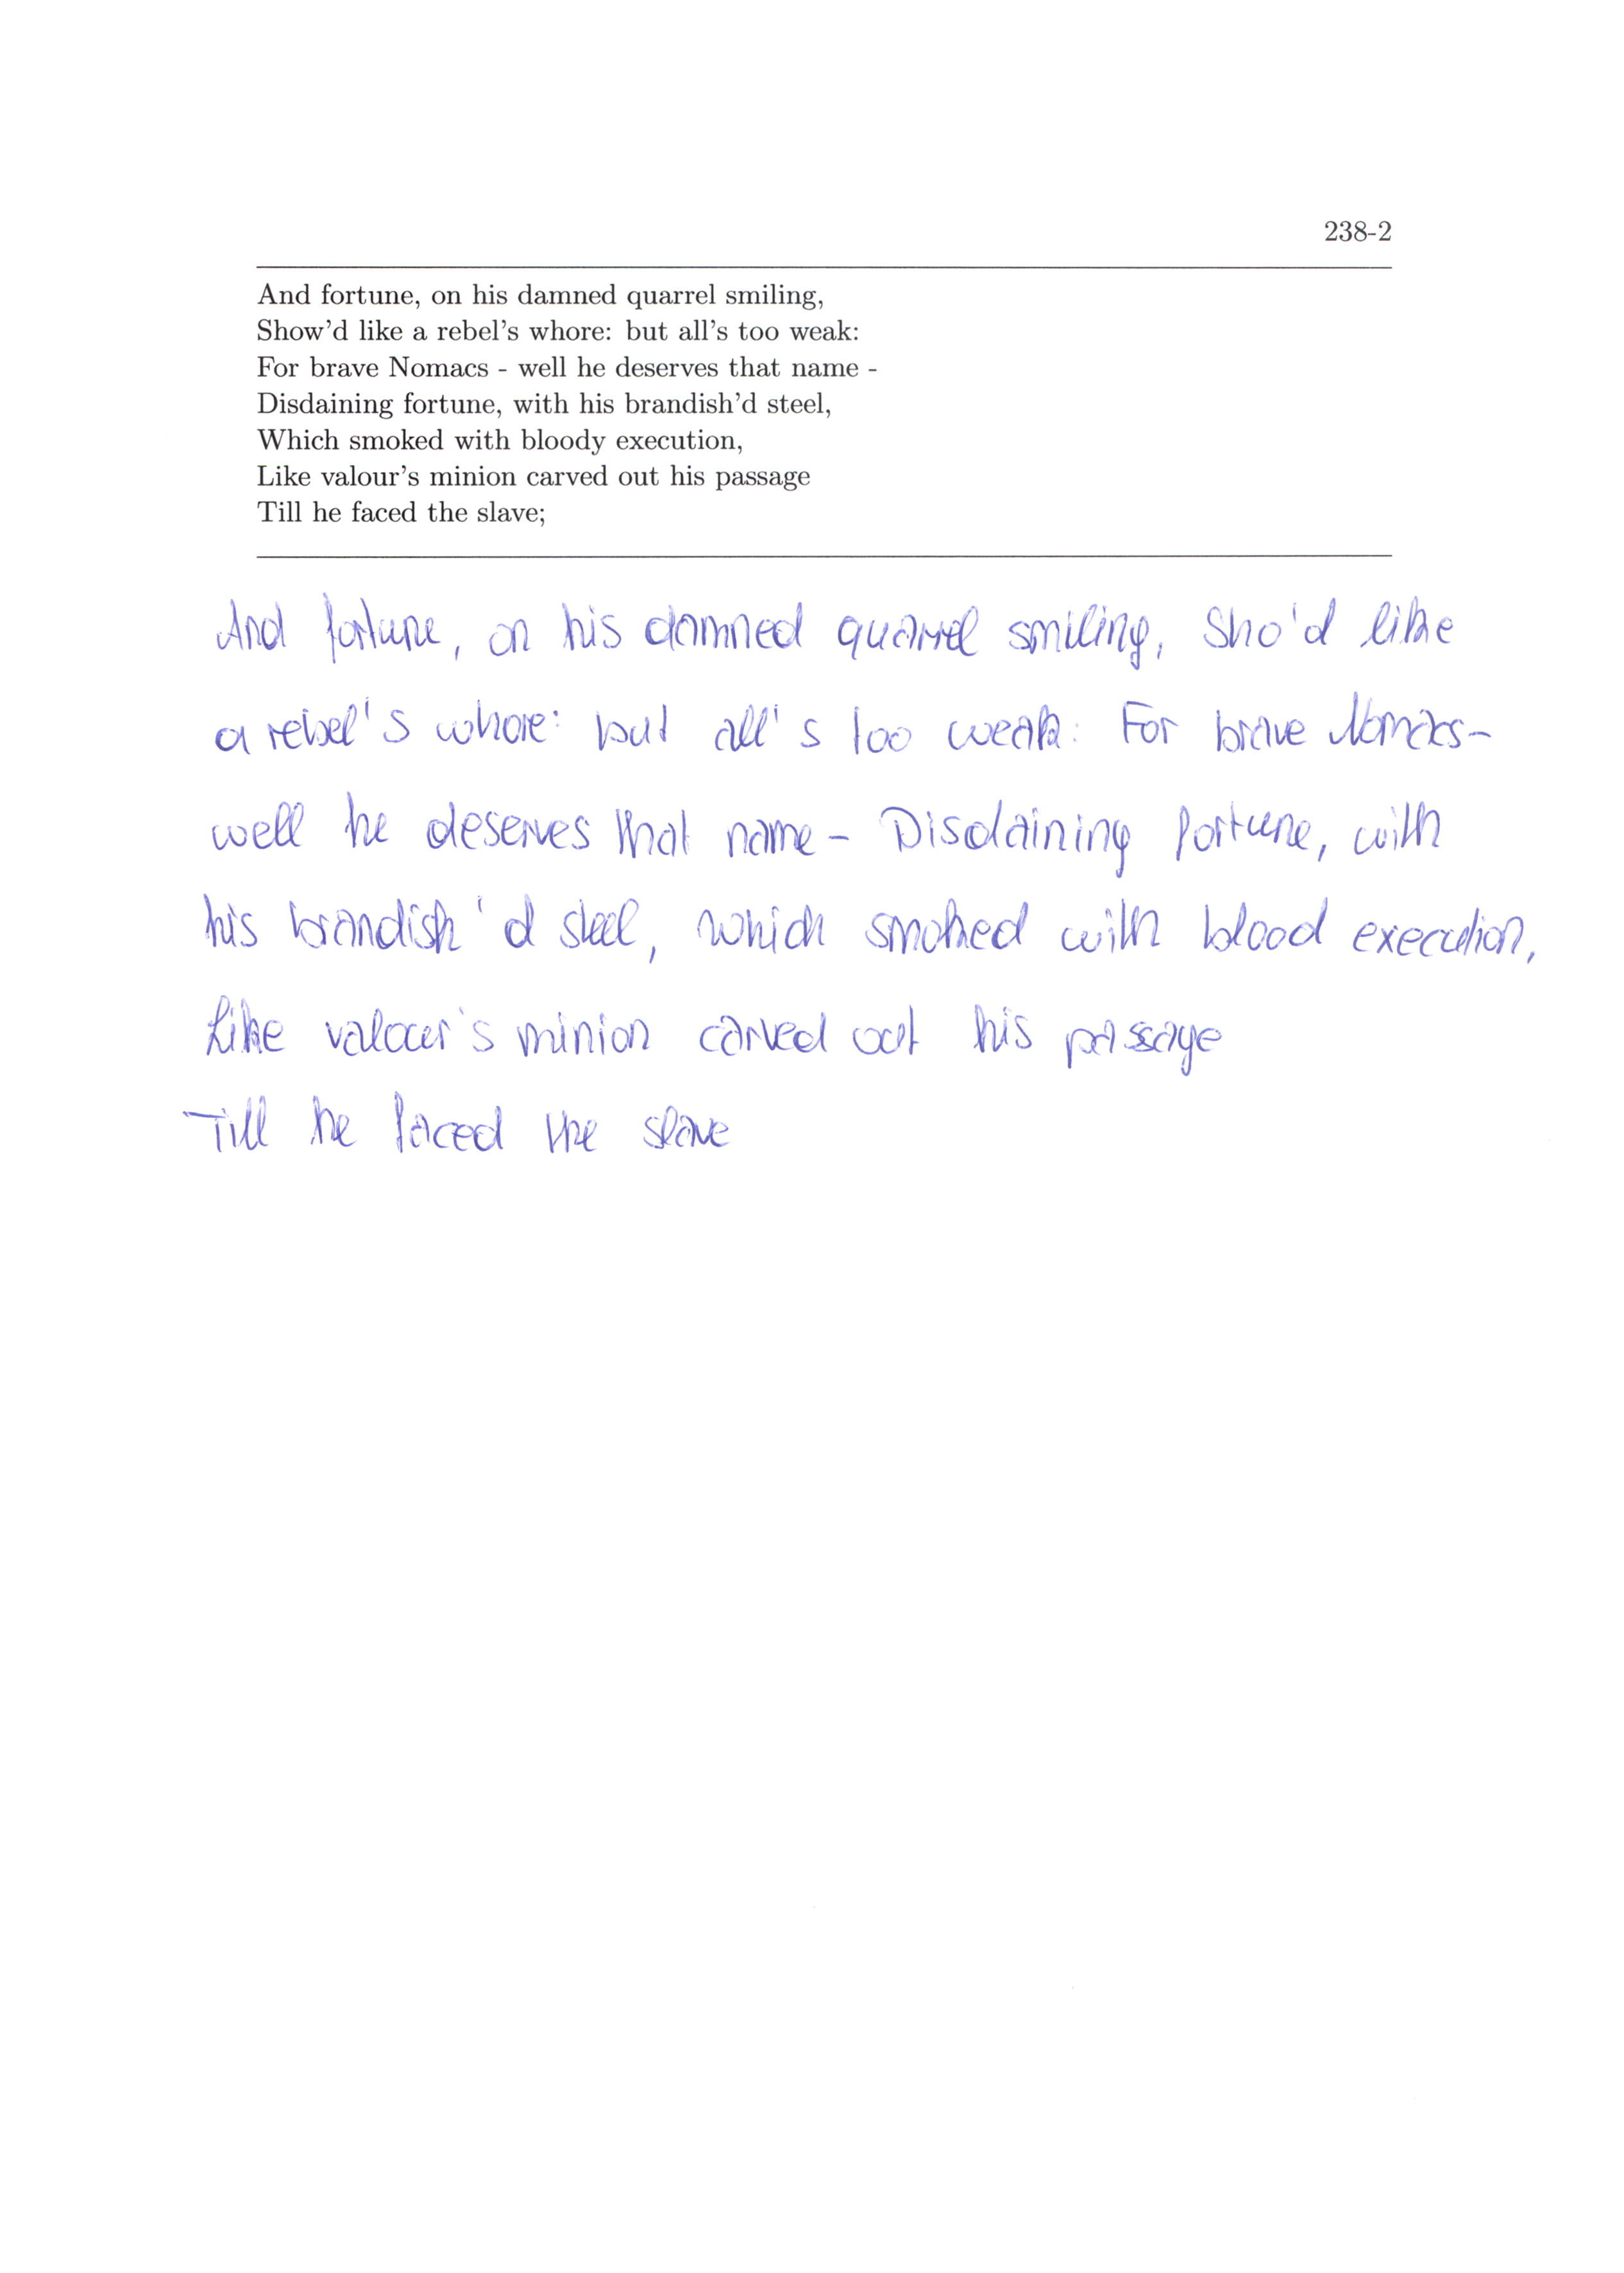 238-2
And fortune, on his damned quarrel smiling,
Show'd like a rebel's whore: but all's too weak:
For brave Nomacs - well he deserves that name -
Disdaining fortune, with his brandish'd steel,
Which smoked with bloody execution,
Like valour's minion carved out his passage
Till he faced the slave;
And fortune, on his damned quarrel smiling, Sho'd like
a rebel's whore: but all's too weak: For brave Nomacs-
well he deserves that name - Disdaining fortune, with
his brandish'd steel, which smoked with blood execution,
Like valour's minion carved out his passage
Till he faced the slave